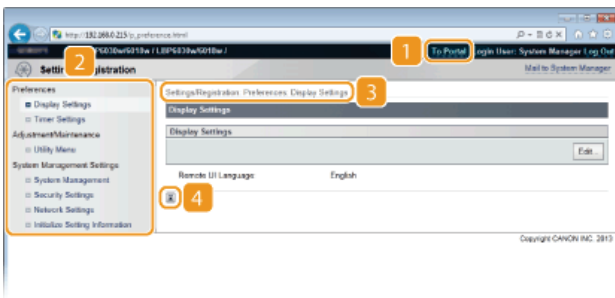 http://192.168.0.215/p_preference.html
LBP6030w/6018w / LBP6030w/6018w /
To Portal Login User: System Manager Log Out
1
2
Mail to System Manager
Preferences
Display Settings
Timer Settings
Adjustment/Maintenance
Utility Menu
System Management Settings
System Management
Security Settings
Network Settings
Initialize Setting Information
Settings/Registration: Preferences: Display Settings
3
Display Settings
Display Settings
Edit...
Remote UI Language English
4
Copyright CANON INC. 2013